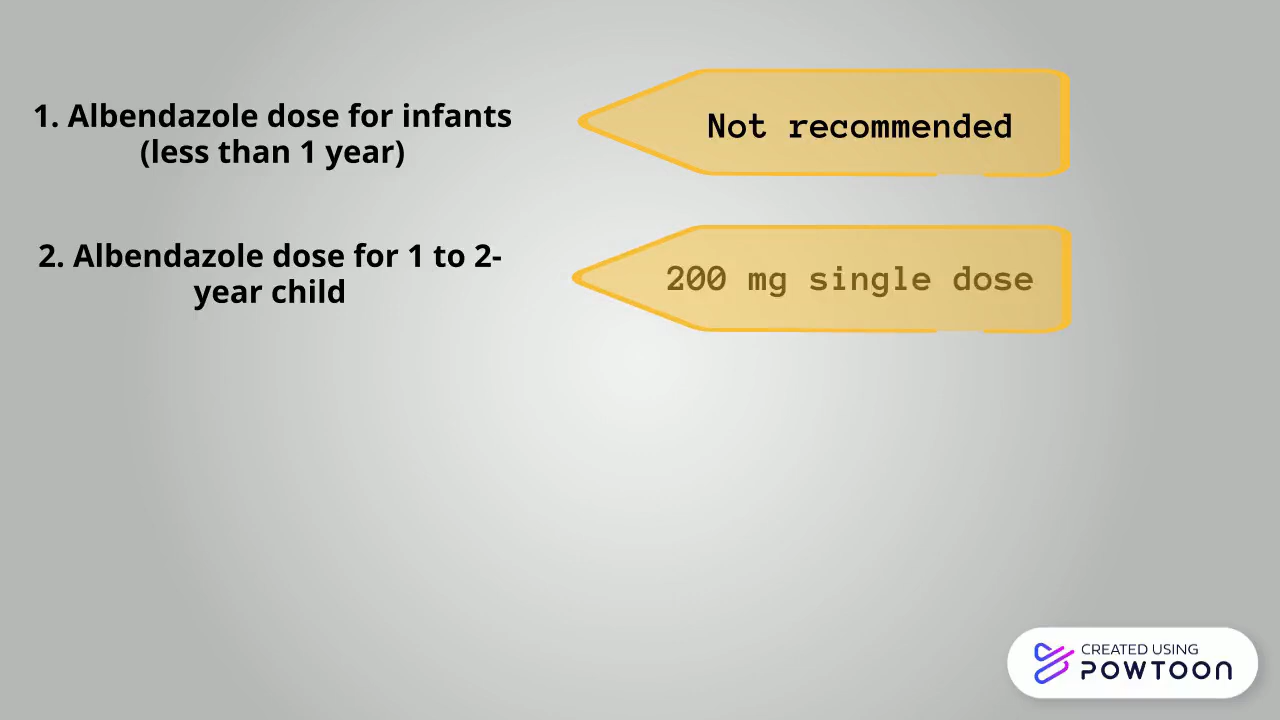 1. Albendazole dose for infants
(less than 1 year)
Not recommended
2. Albendazole dose for 1 to 2-
year child
200 mg single dose
CREATED USING
POWTOON